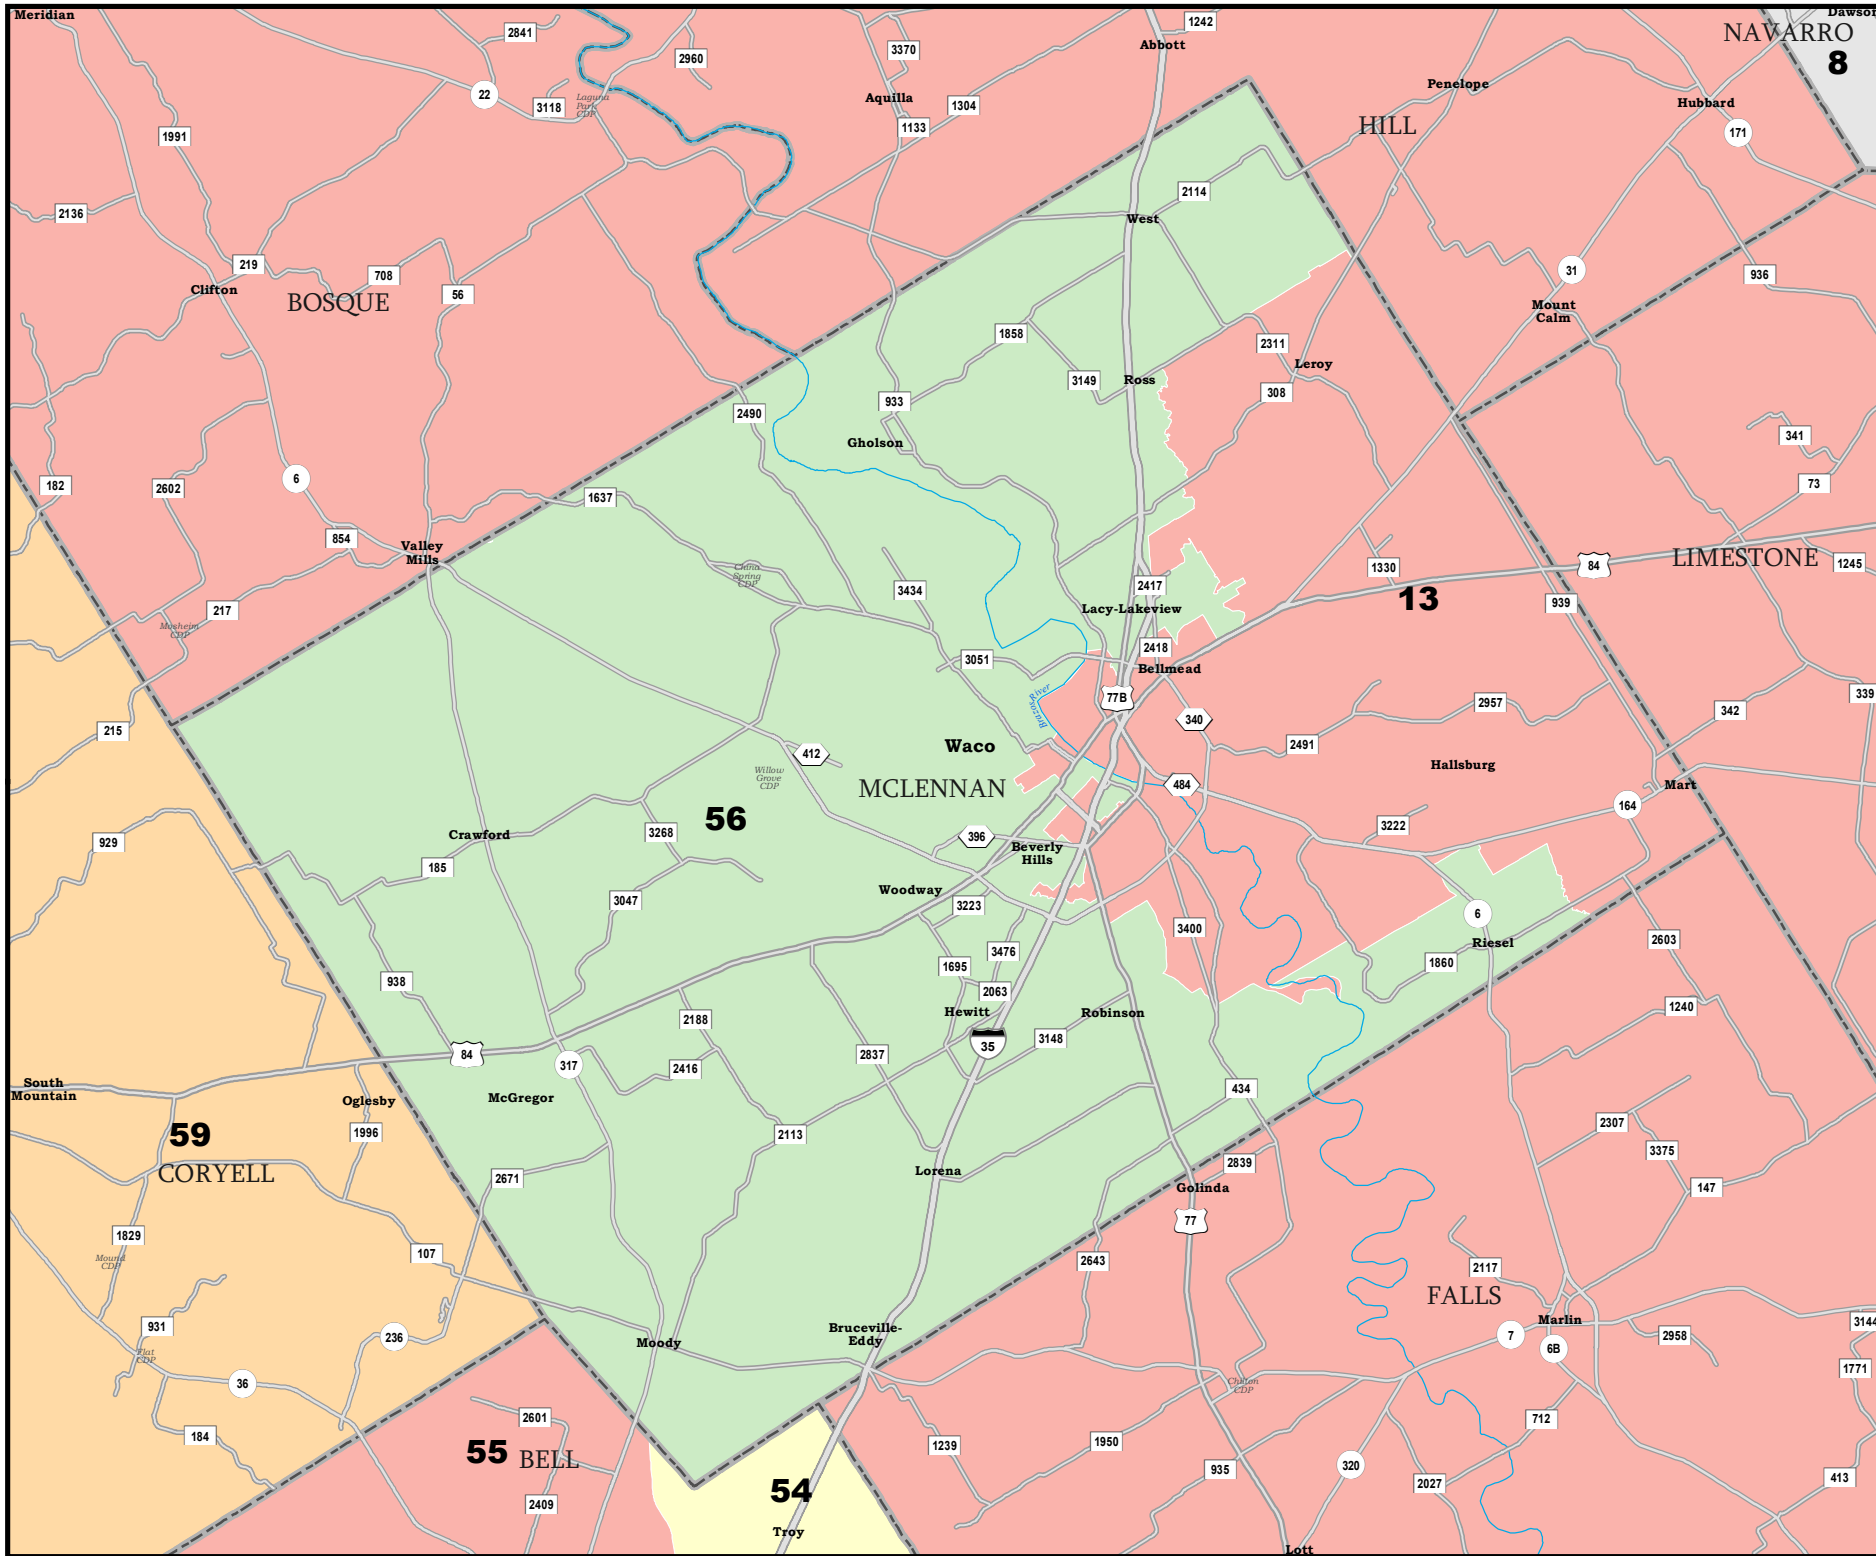 Meridian
2841
1242
Dawson
NAVARRO
8
3370
Abbott
2960
22
3118
Laguna
Park
CDP
Aquilla
1304
Penelope
Hubbard
1133
HILL
171
1991
2136
2114
West
219
708
56
Clifton
BOSQUE
31
936
Mount
Calm
1858
2311
Leroy
3149
Ross
308
933
2490
Gholson
341
182
2602
6
1637
73
854
Valley
Mills
LIMESTONE
84
1245
China
Spring
CDP
3434
2417
1330
13
939
217
Lacy-Lakeview
Mosheim
CDP
2418
3051
Bellmead
77B
River
Brazos
340
2957
342
339
215
412
Waco
2491
Hallsburg
Willow
Grove
CDP
MCLENNAN
484
Mart
164
56
929
Crawford
3268
396
Beverly
Hills
3222
185
Woodway
3047
3223
6
3400
Riesel
2603
3476
1695
1860
938
2063
1240
Hewitt
Robinson
2188
35
3148
84
317
2837
2416
South
Mountain
McGregor
434
Oglesby
59
1996
2113
2307
3375
CORYELL
2671
Lorena
2839
Golinda
147
77
1829
107
Mound
CDP
2643
2117
FALLS
931
236
Flat
CDP
Moody
Bruceville-
Eddy
Marlin
7
6B
2958
3144
1771
36
Chilton
CDP
2601
184
55
BELL
1239
1950
712
935
320
2027
413
54
2409
Troy
Lott